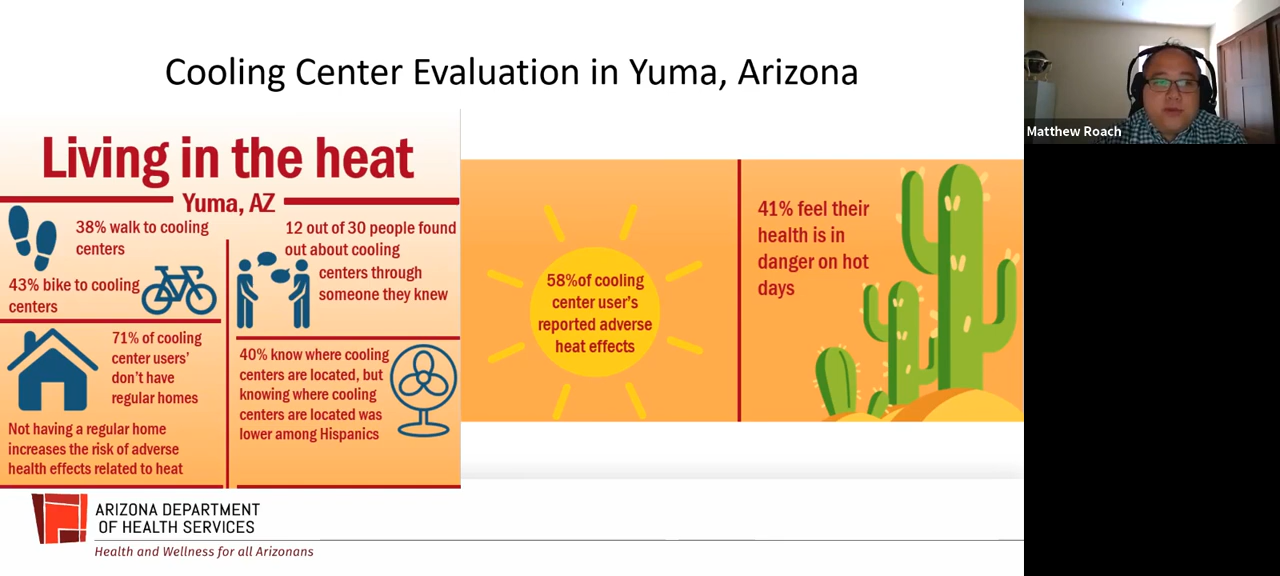 Cooling Center Evaluation in Yuma, Arizona
Matthew Roach
Living in the heat
Yuma, AZ
38% walk to cooling
centers
43% bike to cooling
centers
12 out of 30 people found
out about cooling
centers through
someone they knew
71% of cooling
center users’
don’t have
regular homes
Not having a regular home
increases the risk of adverse
health effects related to heat
40% know where cooling
centers are located, but
knowing where cooling
centers are located was
lower among Hispanics
58%of cooling
center user’s
reported adverse
heat effects
41% feel their
health is in
danger on hot
days
ARIZONA DEPARTMENT
OF HEALTH SERVICES
Health and Wellness for all Arizonans